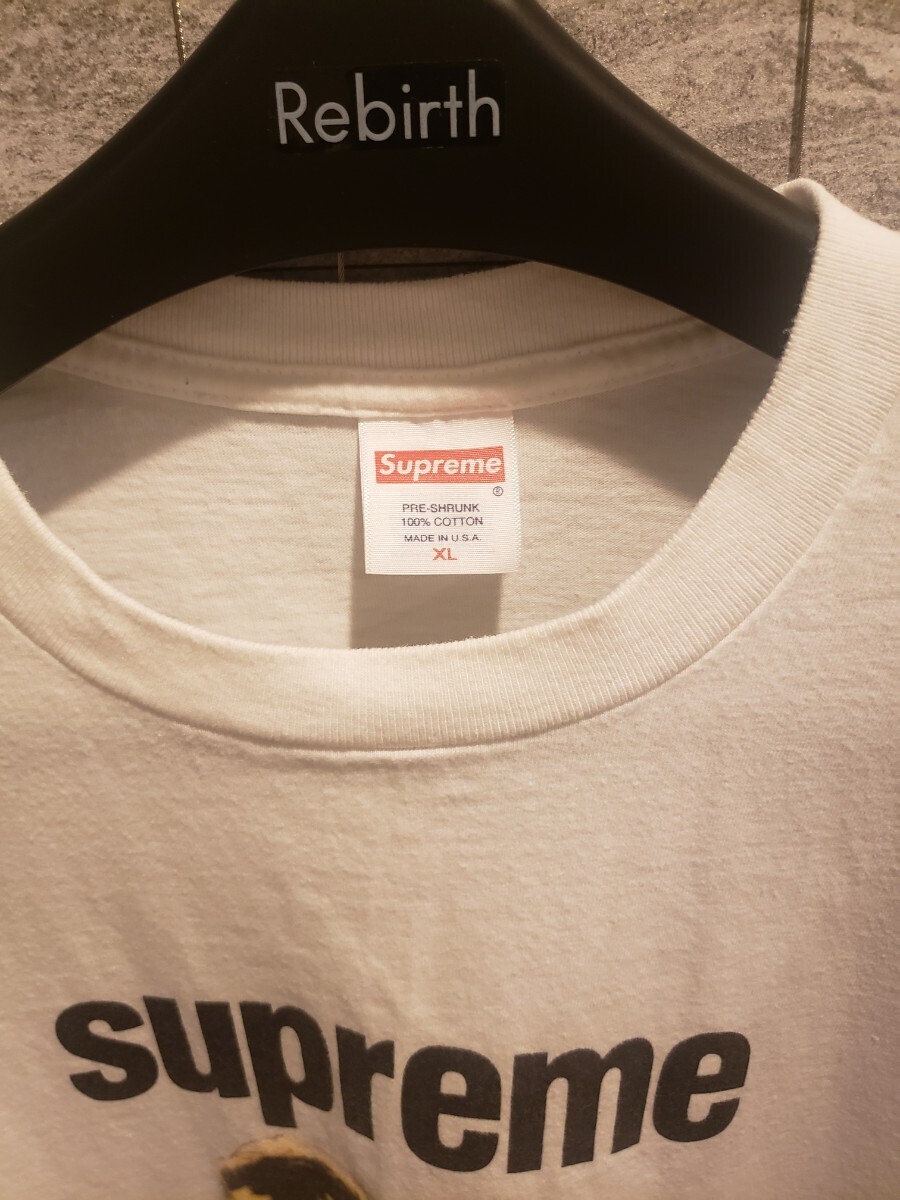 Rebirth
Supreme
®
PRE-SHRUNK
100% COTTON
MADE IN U.S.A.
XL
supreme